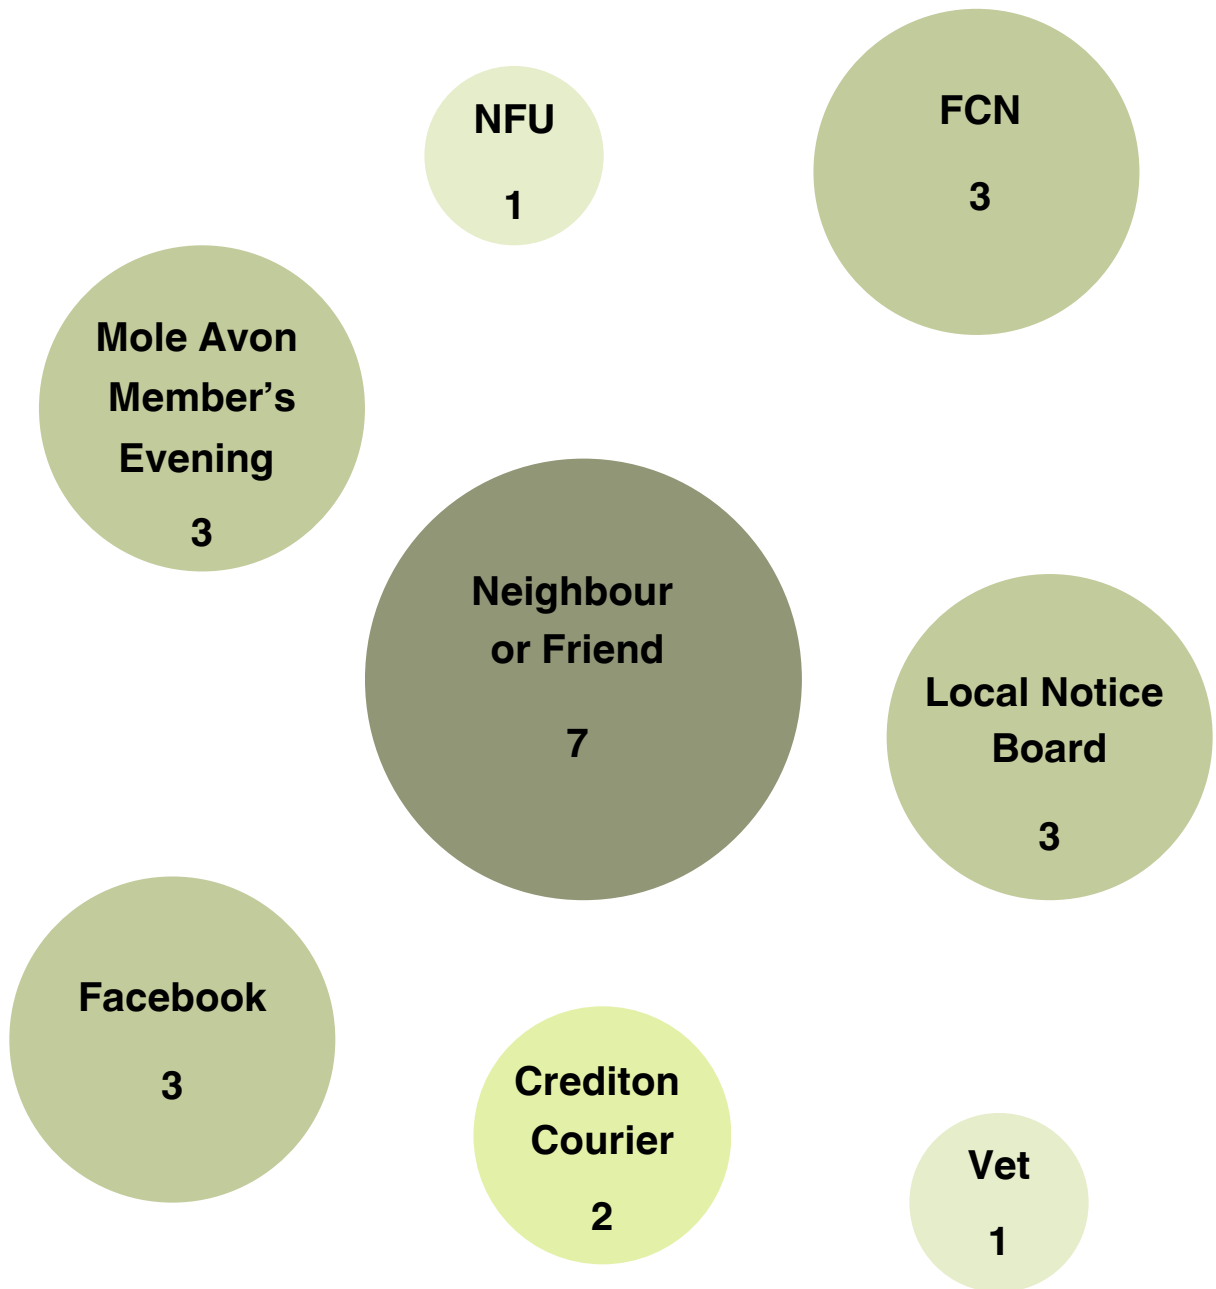 NFU
1
FCN
3
Mole Avon
Member’s
Evening
3
Neighbour
or Friend
7
Local Notice
Board
3
Facebook
3
Crediton
Courier
2
Vet
1